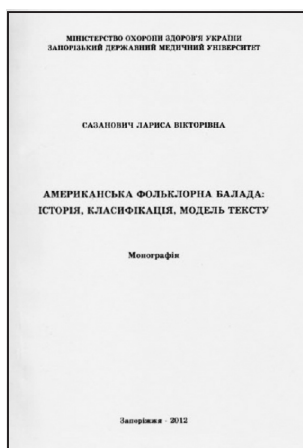 МІНІСТЕРСТВО ОХОРОНИ ЗДОРОВ'Я УКРАЇНИ
ЗАПОРІЗЬКИЙ ДЕРЖАВНИЙ МЕДИЧНИЙ УНІВЕРСИТЕТ
САЗАНОВИЧ ЛАРИСА ВІКТОРІВНА
АМЕРИКАНСЬКА ФОЛЬКЛОРНА БАЛАДА:
ІСТОРІЯ, КЛАСИФІКАЦІЯ, МОДЕЛЬ ТЕКСТУ
Монографія
Запоріжжя - 2012